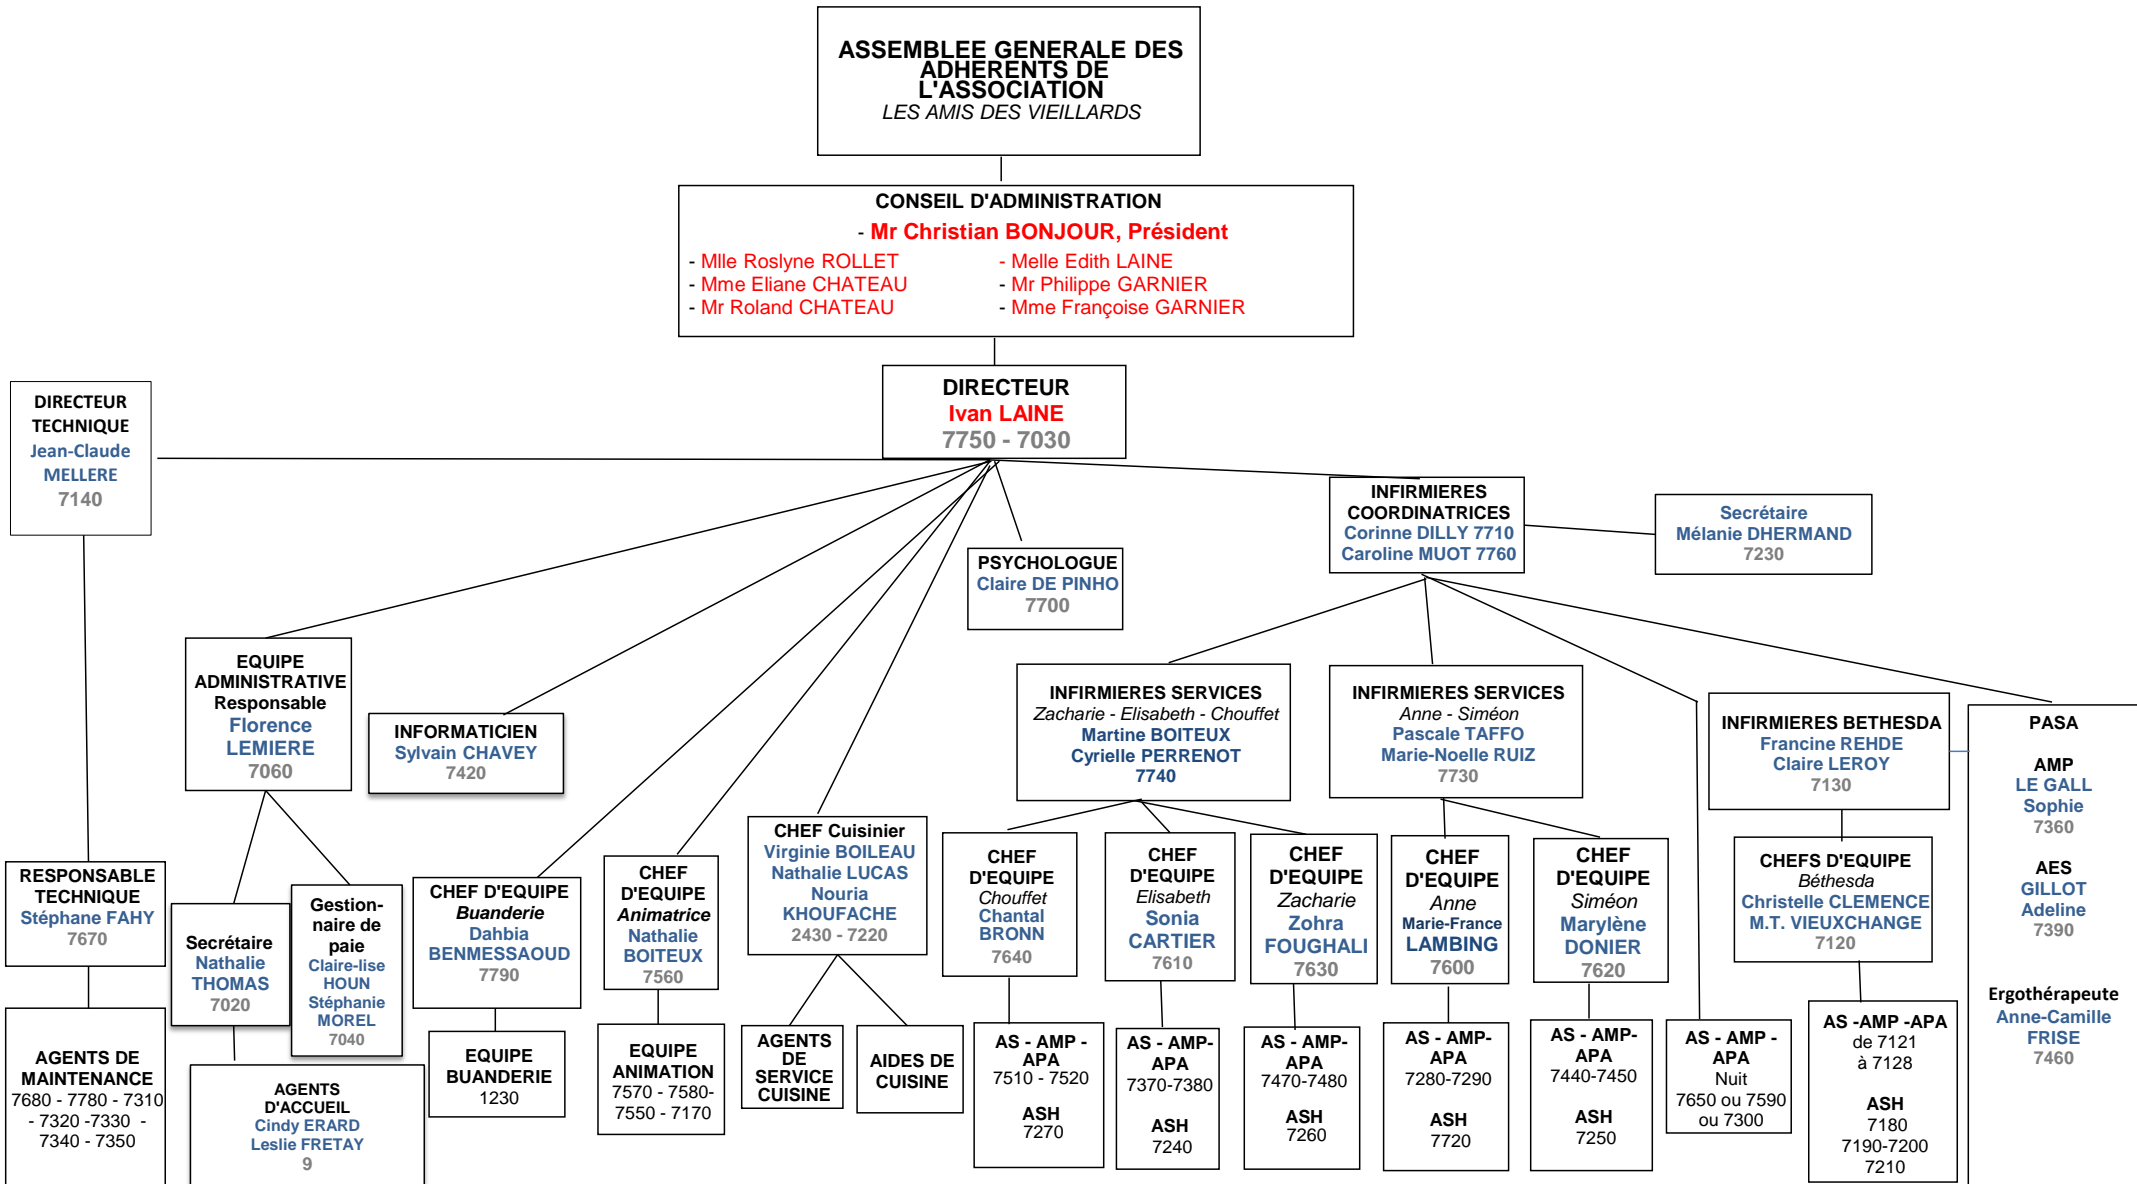 ASSEMBLEE GENERALE DES
ADHERENTS DE
L'ASSOCIATION
LES AMIS DES VIEILLARDS
CONSEIL D'ADMINISTRATION
- Mr Christian BONJOUR, Président
- Mlle Roslyne ROLLET
- Mme Eliane CHATEAU
- Mr Roland CHATEAU
- Melle Edith LAINE
- Mr Philippe GARNIER
- Mme Françoise GARNIER
DIRECTEUR
Ivan LAINE
7750 - 7030
DIRECTEUR
TECHNIQUE
Jean-Claude
MELLERE
7140
INFIRMIERES
COORDINATRICES
Corinne DILLY 7710
Caroline MUOT 7760
Secrétaire
Mélanie DHERMAND
7230
PSYCHOLOGUE
Claire DE PINHO
7700
EQUIPE
ADMINISTRATIVE
Responsable
Florence
LEMIERE
7060
INFORMATICIEN
Sylvain CHAVEY
7420
INFIRMIERES SERVICES
Zacharie - Elisabeth - Chouffet
Martine BOITEUX
Cyrielle PERRENOT
7740
INFIRMIERES SERVICES
Anne - Siméon
Pascale TAFFO
Marie-Noelle RUIZ
7730
INFIRMIERES BETHESDA
Francine REHDE
Claire LEROY
7130
PASA
AMP
LE GALL
Sophie
7360
AES
GILLOT
Adeline
7390
Ergothérapeute
Anne-Camille
FRISE
7460
RESPONSABLE
TECHNIQUE
Stéphane FAHY
7670
Secrétaire
Nathalie
THOMAS
7020
Gestion-
naire de
paie
Claire-lise
HOUN
Stéphanie
MOREL
7040
CHEF D'EQUIPE
Buanderie
Dahbia
BENMESSAOUD
7790
CHEF
D'EQUIPE
Animatrice
Nathalie
BOITEUX
7560
CHEF Cuisinier
Virginie BOILEAU
Nathalie LUCAS
Nouria
KHOUFACHE
2430 - 7220
CHEF
D'EQUIPE
Chouffet
Chantal
BRONN
7640
CHEF
D'EQUIPE
Elisabeth
Sonia
CARTIER
7610
CHEF
D'EQUIPE
Zacharie
Zohra
FOUGHALI
7630
CHEF
D'EQUIPE
Anne
Marie-France
LAMBING
7600
CHEF
D'EQUIPE
Siméon
Marylène
DONIER
7620
CHEFS D'EQUIPE
Béthesda
Christelle CLEMENCE
M.T. VIEUXCHANGE
7120
AGENTS DE
MAINTENANCE
7680 - 7780 - 7310
- 7320 -7330 -
7340 - 7350
AGENTS
D'ACCUEIL
Cindy ERARD
Leslie FRETAY
9
EQUIPE
BUANDERIE
1230
EQUIPE
ANIMATION
7570 - 7580-
7550 - 7170
AGENTS
DE
SERVICE
CUISINE
AIDES DE
CUISINE
AS - AMP -
APA
7510 - 7520
ASH
7270
AS - AMP-
APA
7370-7380
ASH
7240
AS - AMP-
APA
7470-7480
ASH
7260
AS - AMP-
APA
7280-7290
ASH
7720
AS - AMP-
APA
7440-7450
ASH
7250
AS - AMP -
APA
Nuit
7650 ou 7590
ou 7300
AS -AMP -APA
de 7121
à 7128
ASH
7180
7190-7200
7210